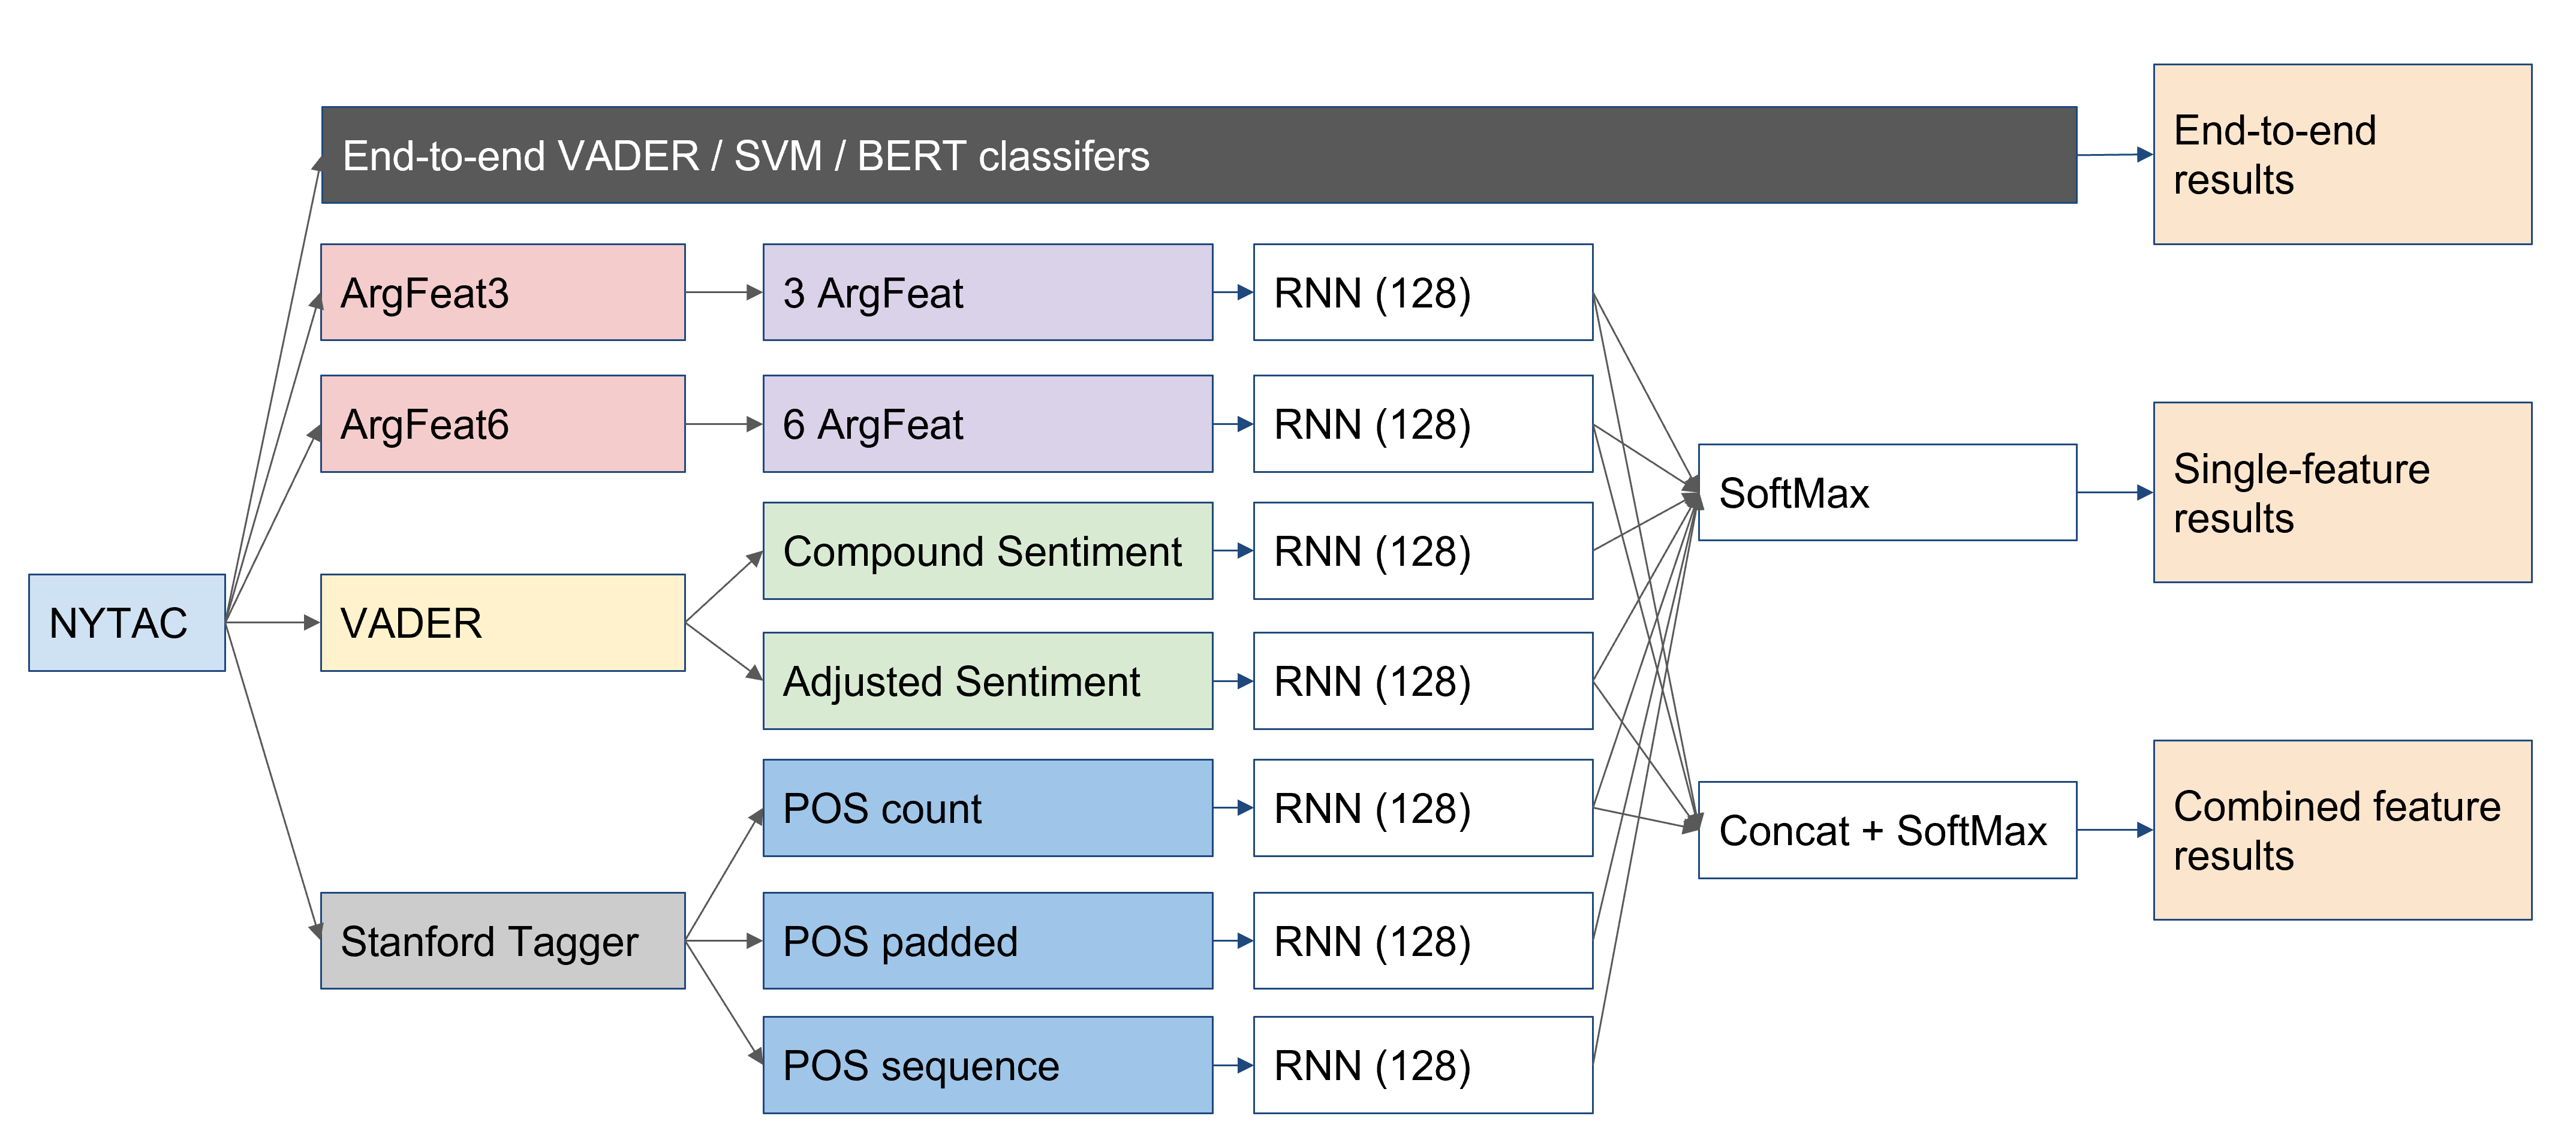 End-to-end VADER / SVM / BERT classifers
End-to-end
results
ArgFeat3
3 ArgFeat
RNN (128)
ArgFeat6
6 ArgFeat
RNN (128)
Single-feature
results
SoftMax
Compound Sentiment
RNN (128)
NYTAC
VADER
Adjusted Sentiment
RNN (128)
POS count
RNN (128)
Concat + SoftMax
Combined feature
results
Stanford Tagger
POS padded
RNN (128)
POS sequence
RNN (128)